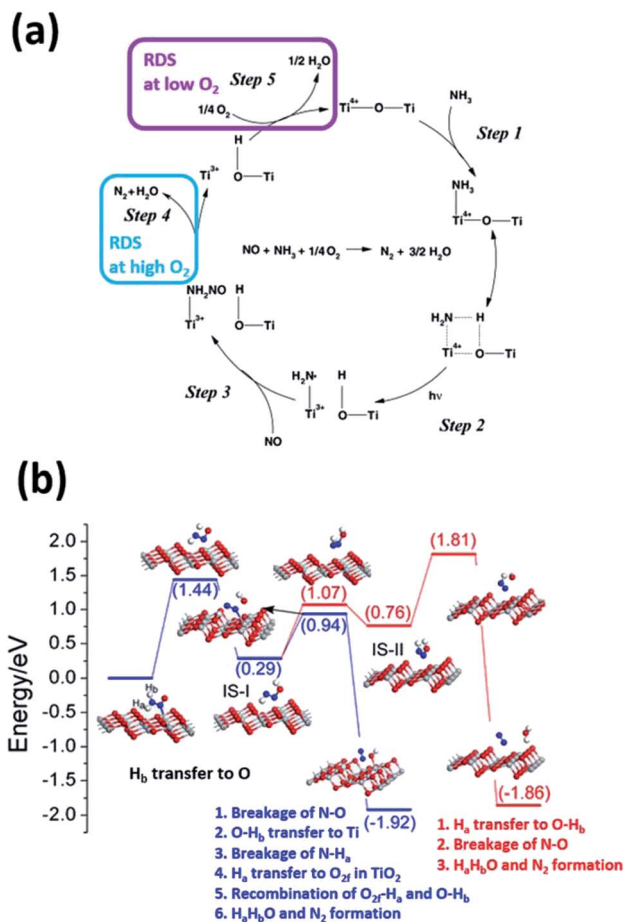 (a)
RDS
at low O₂
Step 5
1/2 H₂O
1/4 O₂
Ti⁴⁺—O—Ti
NH₃
Step 1
H
Ti³⁺ O—Ti
N₂ + H₂O
Step 4
RDS
at high O₂
NH₃
Ti⁴⁺—O—Ti
NO + NH₃ + 1/4 O₂ → N₂ + 3/2 H₂O
NH₂NO H
Ti³⁺ O—Ti
H₂N H
Ti⁴⁺ O—Ti
hν
Step 2
H₂N• H
Ti³⁺ O—Ti
Step 3
NO
(b)
Energy/eV
2.0
1.5
1.0
0.5
0.0
-0.5
-1.0
-1.5
-2.0
(1.44)
(1.07)
(0.94)
(1.81)
(0.76)
(0.29)
IS-I
IS-II
Hb
Ha
Hb transfer to O
(-1.92)
(-1.86)
1. Breakage of N-O
2. O-Hb transfer to Ti
3. Breakage of N-Ha
4. Ha transfer to O2f in TiO₂
5. Recombination of O2f-Ha and O-Hb
6. HaHbO and N₂ formation
1. Ha transfer to O-Hb
2. Breakage of N-O
3. HaHbO and N₂ formation